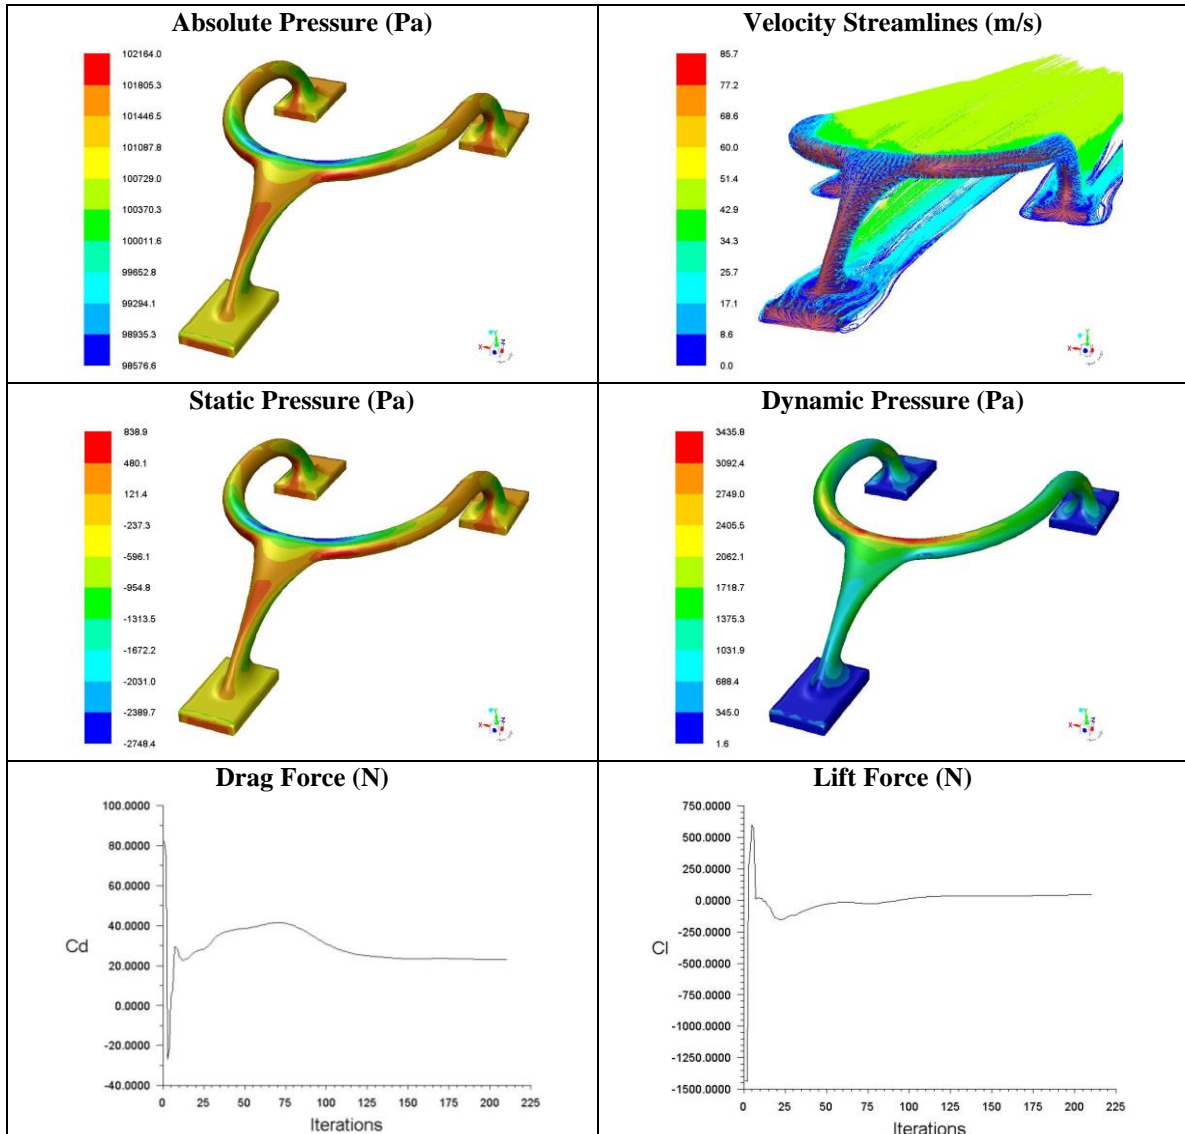 Absolute Pressure (Pa)
102164.0
101805.3
101446.5
101087.8
100729.0
100370.3
100011.6
99652.8
99294.1
98935.3
98576.6
X
Y
Z
Velocity Streamlines (m/s)
85.7
77.2
68.6
60.0
51.4
42.9
34.3
25.7
17.1
8.6
0.0
X
Y
Z
Static Pressure (Pa)
838.9
480.1
121.4
-237.3
-596.1
-954.8
-1313.5
-1672.2
-2031.0
-2389.7
-2748.4
X
Y
Z
Dynamic Pressure (Pa)
3435.8
3092.4
2749.0
2405.5
2062.1
1718.7
1375.3
1031.9
688.4
345.0
1.6
X
Y
Z
Drag Force (N)
100.0000
80.0000
60.0000
40.0000
20.0000
0.0000
-20.0000
-40.0000
Cd
0 25 50 75 100 125 150 175 200 225
Iterations
Lift Force (N)
750.0000
500.0000
250.0000
0.0000
-250.0000
-500.0000
-750.0000
-1000.0000
-1250.0000
-1500.0000
Cl
0 25 50 75 100 125 150 175 200 225
Iterations